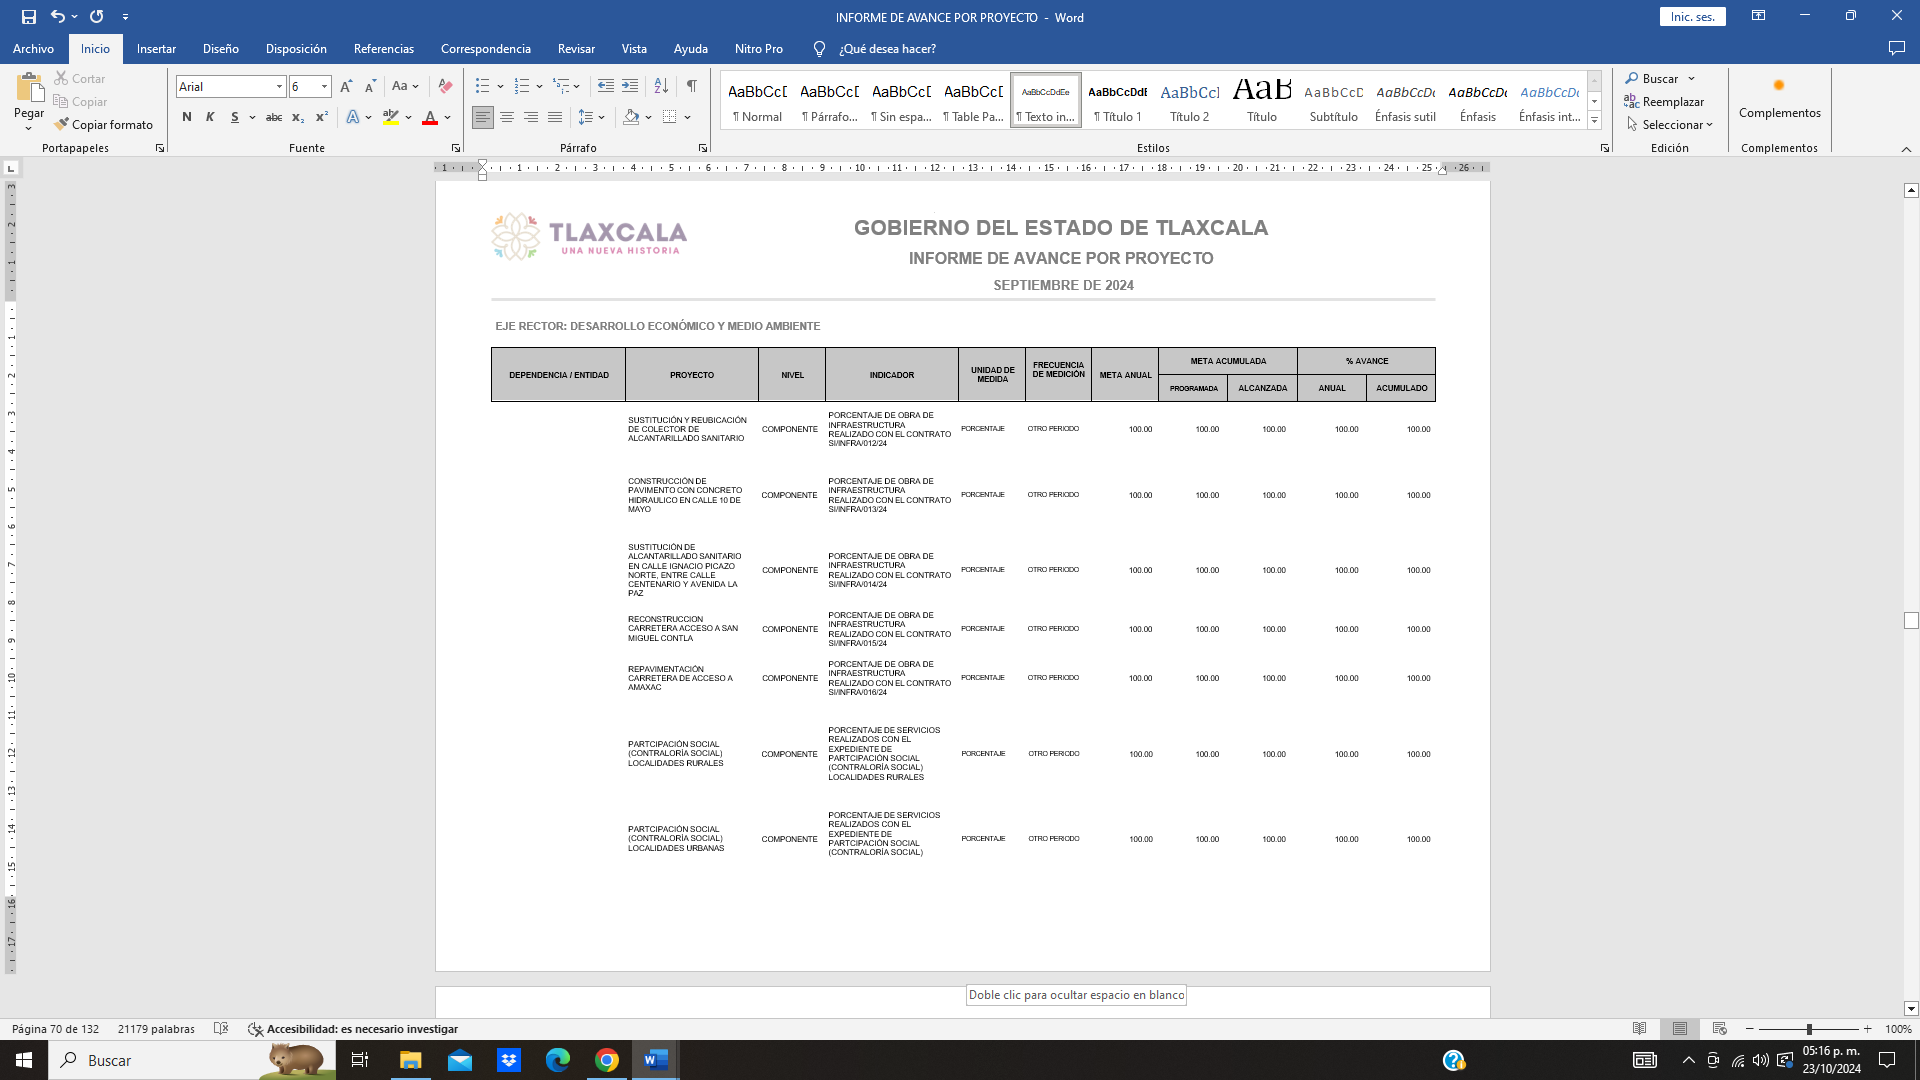 INFORME DE AVANCE POR PROYECTO - Word
Inic. ses.
Archivo Inicio Insertar Diseño Disposición Referencias Correspondencia Revisar Vista Ayuda Nitro Pro ¿Qué desea hacer?
Pegar
Cortar
Copiar
Copiar formato
Portapapeles
Arial 6
Fuente
Párrafo
AaBbCcD ¶ Normal
AaBbCcD ¶ Párrafo...
AaBbCcD ¶ Sin espa...
AaBbCcD ¶ Table Pa...
AaBbCcDdEe ¶ Texto in...
AaBbCcDdE ¶ Título 1
AaBbCcD Título 2
AaB Título
AaBbCcD Subtítulo
AaBbCcDd Énfasis sutil
AaBbCcDd Énfasis
AaBbCcDd Énfasis int...
Estilos
Buscar
Reemplazar
Seleccionar
Edición
Complementos
Complementos
TLAXCALA
UNA NUEVA HISTORIA
GOBIERNO DEL ESTADO DE TLAXCALA
INFORME DE AVANCE POR PROYECTO
SEPTIEMBRE DE 2024
EJE RECTOR: DESARROLLO ECONÓMICO Y MEDIO AMBIENTE
DEPENDENCIA / ENTIDAD
PROYECTO
NIVEL
INDICADOR
UNIDAD DE
MEDIDA
FRECUENCIA
DE MEDICIÓN
META ANUAL
META ACUMULADA
PROGRAMADA
ALCANZADA
% AVANCE
ANUAL
ACUMULADO
SUSTITUCIÓN Y REUBICACIÓN
DE COLECTOR DE
ALCANTARILLADO SANITARIO
COMPONENTE
PORCENTAJE DE OBRA DE
INFRAESTRUCTURA
REALIZADO CON EL CONTRATO
SI/INFRA/012/24
PORCENTAJE OTRO PERIODO 100.00 100.00 100.00 100.00 100.00
CONSTRUCCIÓN DE
PAVIMENTO CON CONCRETO
HIDRAULICO EN CALLE 10 DE
MAYO
COMPONENTE
PORCENTAJE DE OBRA DE
INFRAESTRUCTURA
REALIZADO CON EL CONTRATO
SI/INFRA/013/24
PORCENTAJE OTRO PERIODO 100.00 100.00 100.00 100.00 100.00
SUSTITUCIÓN DE
ALCANTARILLADO SANITARIO
EN CALLE IGNACIO PICAZO
NORTE, ENTRE CALLE
CENTENARIO Y AVENIDA LA
PAZ
COMPONENTE
PORCENTAJE DE OBRA DE
INFRAESTRUCTURA
REALIZADO CON EL CONTRATO
SI/INFRA/014/24
PORCENTAJE OTRO PERIODO 100.00 100.00 100.00 100.00 100.00
RECONSTRUCCION
CARRETERA ACCESO A SAN
MIGUEL CONTLA
COMPONENTE
PORCENTAJE DE OBRA DE
INFRAESTRUCTURA
REALIZADO CON EL CONTRATO
SI/INFRA/015/24
PORCENTAJE OTRO PERIODO 100.00 100.00 100.00 100.00 100.00
REPAVIMENTACIÓN
CARRETERA DE ACCESO A
AMAXAC
COMPONENTE
PORCENTAJE DE OBRA DE
INFRAESTRUCTURA
REALIZADO CON EL CONTRATO
SI/INFRA/016/24
PORCENTAJE OTRO PERIODO 100.00 100.00 100.00 100.00 100.00
PARTCIPACIÓN SOCIAL
(CONTRALORÍA SOCIAL)
LOCALIDADES RURALES
COMPONENTE
PORCENTAJE DE SERVICIOS
REALIZADOS CON EL
EXPEDIENTE DE
PARTCIPACIÓN SOCIAL
(CONTRALORÍA SOCIAL)
LOCALIDADES RURALES
PORCENTAJE OTRO PERIODO 100.00 100.00 100.00 100.00 100.00
PARTCIPACIÓN SOCIAL
(CONTRALORÍA SOCIAL)
LOCALIDADES URBANAS
COMPONENTE
PORCENTAJE DE SERVICIOS
REALIZADOS CON EL
EXPEDIENTE DE
PARTCIPACIÓN SOCIAL
(CONTRALORÍA SOCIAL)
PORCENTAJE OTRO PERIODO 100.00 100.00 100.00 100.00 100.00
Doble clic para ocultar espacio en blanco
Página 70 de 132 21179 palabras Accesibilidad: es necesario investigar 100%
Buscar
05:16 p. m.
23/10/2024